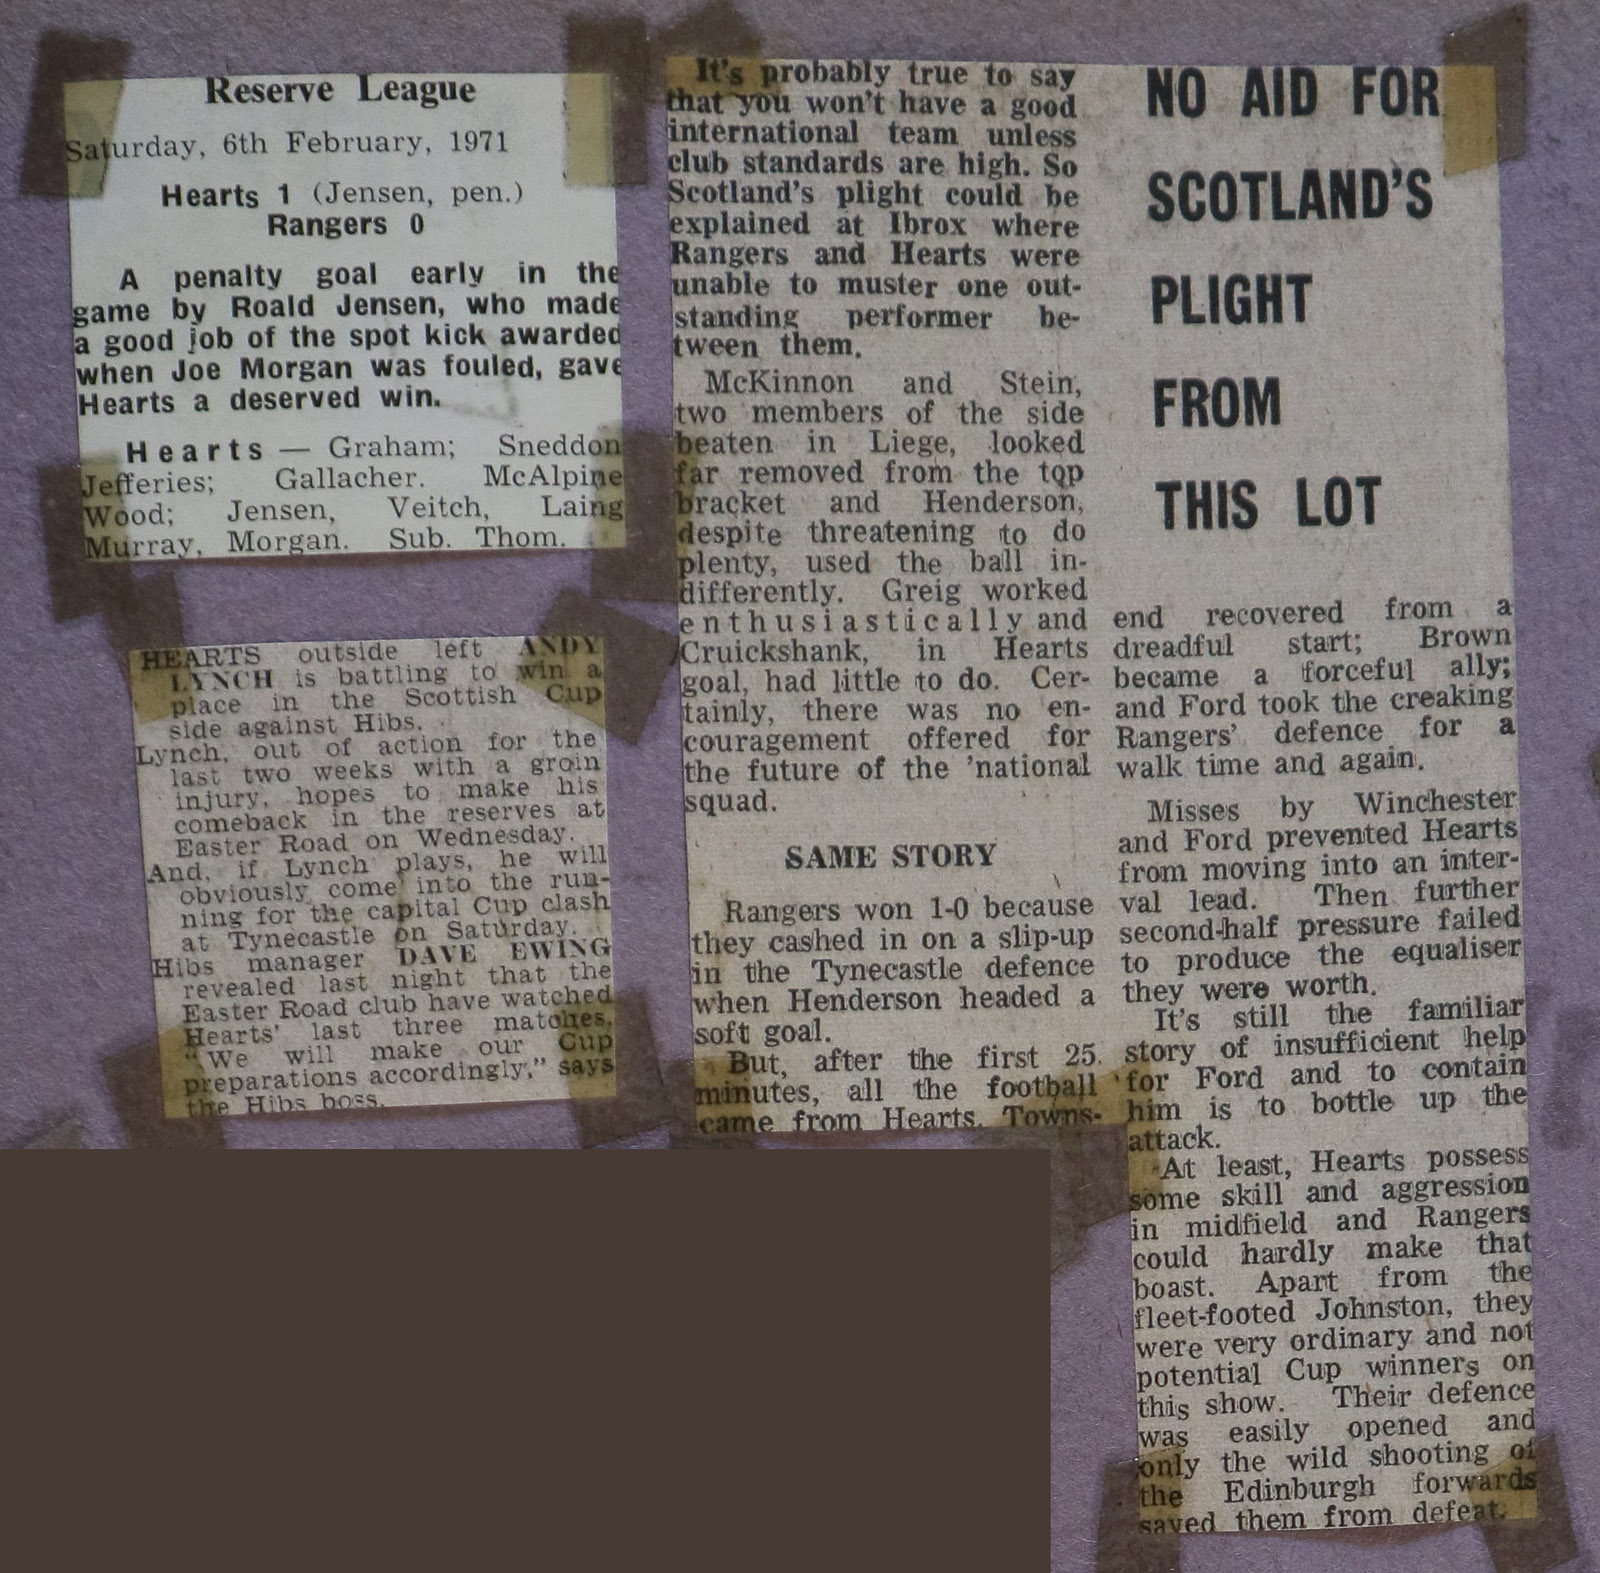 Reserve League
Saturday, 6th February, 1971
Hearts 1 (Jensen, pen.)
Rangers 0
A penalty goal early in the
game by Roald Jensen, who made
a good job of the spot kick awarded
when Joe Morgan was fouled, gave
Hearts a deserved win.
Hearts — Graham; Sneddon
Jefferies; Gallacher. McAlpine
Wood; Jensen, Veitch, Laing
Murray, Morgan. Sub. Thom.
HEARTS outside left ANDY
LYNCH is battling to win a
place in the Scottish Cup
side against Hibs.
Lynch, out of action for the
last two weeks with a groin
injury, hopes to make his
comeback in the reserves at
Easter Road on Wednesday.
And, if Lynch plays, he will
obviously come into the run-
ning for the capital Cup clash
at Tynecastle on Saturday.
Hibs manager DAVE EWING
revealed last night that the
Easter Road club have watched
Hearts' last three matches.
"We will make our Cup
preparations accordingly," says
the Hibs boss.
It's probably true to say
that you won't have a good
international team unless
club standards are high. So
Scotland's plight could be
explained at Ibrox where
Rangers and Hearts were
unable to muster one out-
standing performer be-
tween them.
McKinnon and Stein,
two members of the side
beaten in Liege, looked
far removed from the top
bracket and Henderson,
despite threatening to do
plenty, used the ball in-
differently. Greig worked
enthusiastically and
Cruickshank, in Hearts
goal, had little to do. Cer-
tainly, there was no en-
couragement offered for
the future of the 'national
squad.
SAME STORY
Rangers won 1-0 because
they cashed in on a slip-up
in the Tynecastle defence
when Henderson headed a
soft goal.
But, after the first 25
minutes, all the football
came from Hearts. Towns-
NO AID FOR
SCOTLAND'S
PLIGHT
FROM
THIS LOT
end recovered from a
dreadful start; Brown
became a forceful ally;
and Ford took the creaking
Rangers' defence for a
walk time and again.
Misses by Winchester
and Ford prevented Hearts
from moving into an inter-
val lead. Then further
second-half pressure failed
to produce the equaliser
they were worth.
It's still the familiar
story of insufficient help
for Ford and to contain
him is to bottle up the
attack.
At least, Hearts possess
some skill and aggression
in midfield and Rangers
could hardly make that
boast. Apart from the
fleet-footed Johnston, they
were very ordinary and not
potential Cup winners on
this show. Their defence
was easily opened and
only the wild shooting of
the Edinburgh forwards
saved them from defeat.